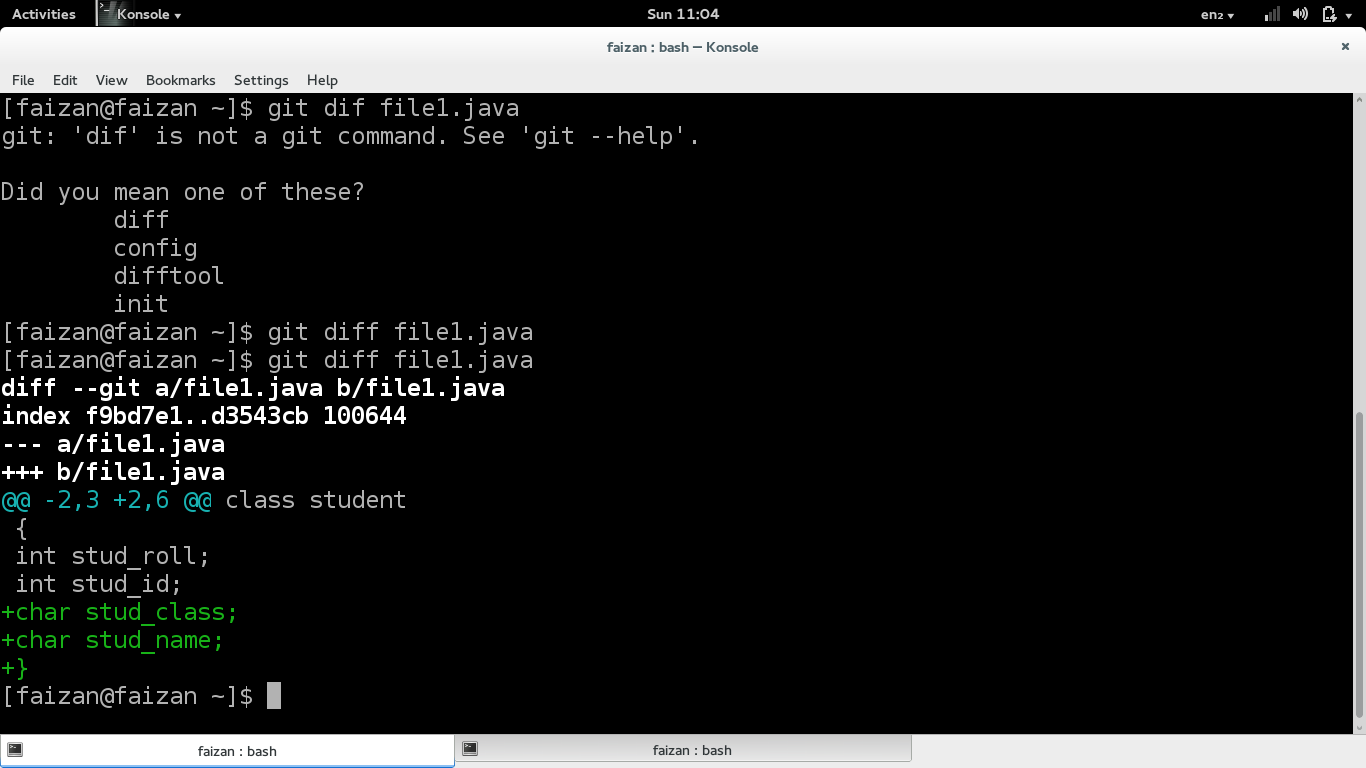 Activities Konsole Sun 11:04 en₂
faizan : bash — Konsole
File Edit View Bookmarks Settings Help
[faizan@faizan ~]$ git dif file1.java
git: 'dif' is not a git command. See 'git --help'.
Did you mean one of these?
diff
config
difftool
init
[faizan@faizan ~]$ git diff file1.java
[faizan@faizan ~]$ git diff file1.java
diff --git a/file1.java b/file1.java
index f9bd7e1..d3543cb 100644
--- a/file1.java
+++ b/file1.java
@@ -2,3 +2,6 @@ class student
{
int stud_roll;
int stud_id;
+char stud_class;
+char stud_name;
+}
[faizan@faizan ~]$
faizan : bash faizan : bash